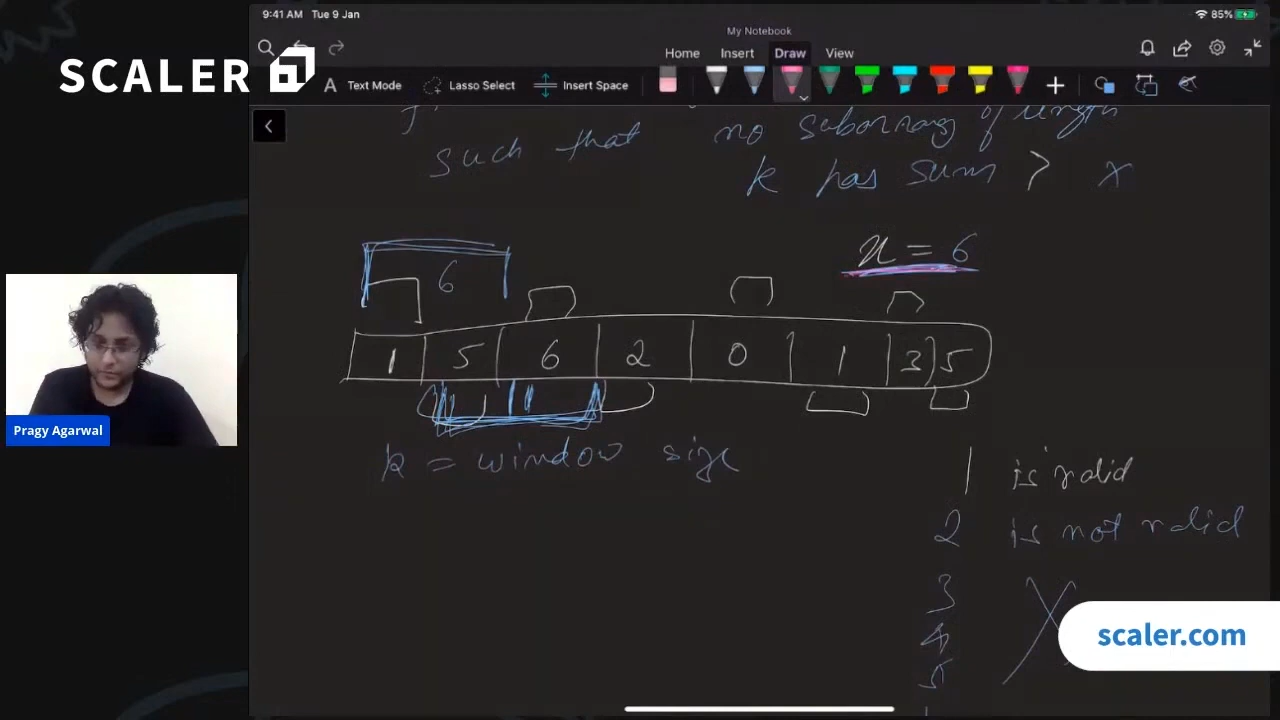 9:41 AM Tue 9 Jan
85%
My Notebook
SCALER
Home Insert Draw View
A Text Mode Lasso Select Insert Space +
such that no subarray of length
k has sum > x
x = 6
6
1 5 6 2 0 1 3 5
Pragy Agarwal
k = window size
1 is valid
2 is not valid
3
4
5
scaler.com